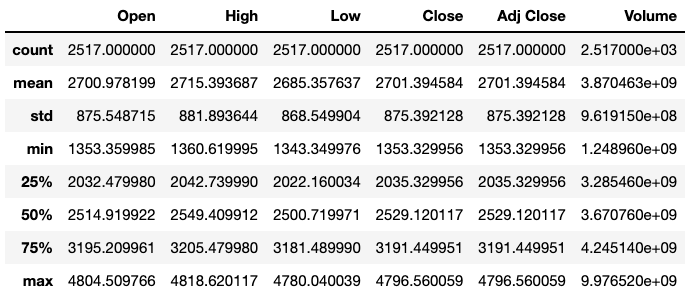 Open High Low Close Adj Close Volume
count 2517.000000 2517.000000 2517.000000 2517.000000 2517.000000 2.517000e+03
mean 2700.978199 2715.393687 2685.357637 2701.394584 2701.394584 3.870463e+09
std 875.548715 881.893644 868.549904 875.392128 875.392128 9.619150e+08
min 1353.359985 1360.619995 1343.349976 1353.329956 1353.329956 1.248960e+09
25% 2032.479980 2042.739990 2022.160034 2035.329956 2035.329956 3.285460e+09
50% 2514.919922 2549.409912 2500.719971 2529.120117 2529.120117 3.670760e+09
75% 3195.209961 3205.479980 3181.489990 3191.449951 3191.449951 4.245140e+09
max 4804.509766 4818.620117 4780.040039 4796.560059 4796.560059 9.976520e+09